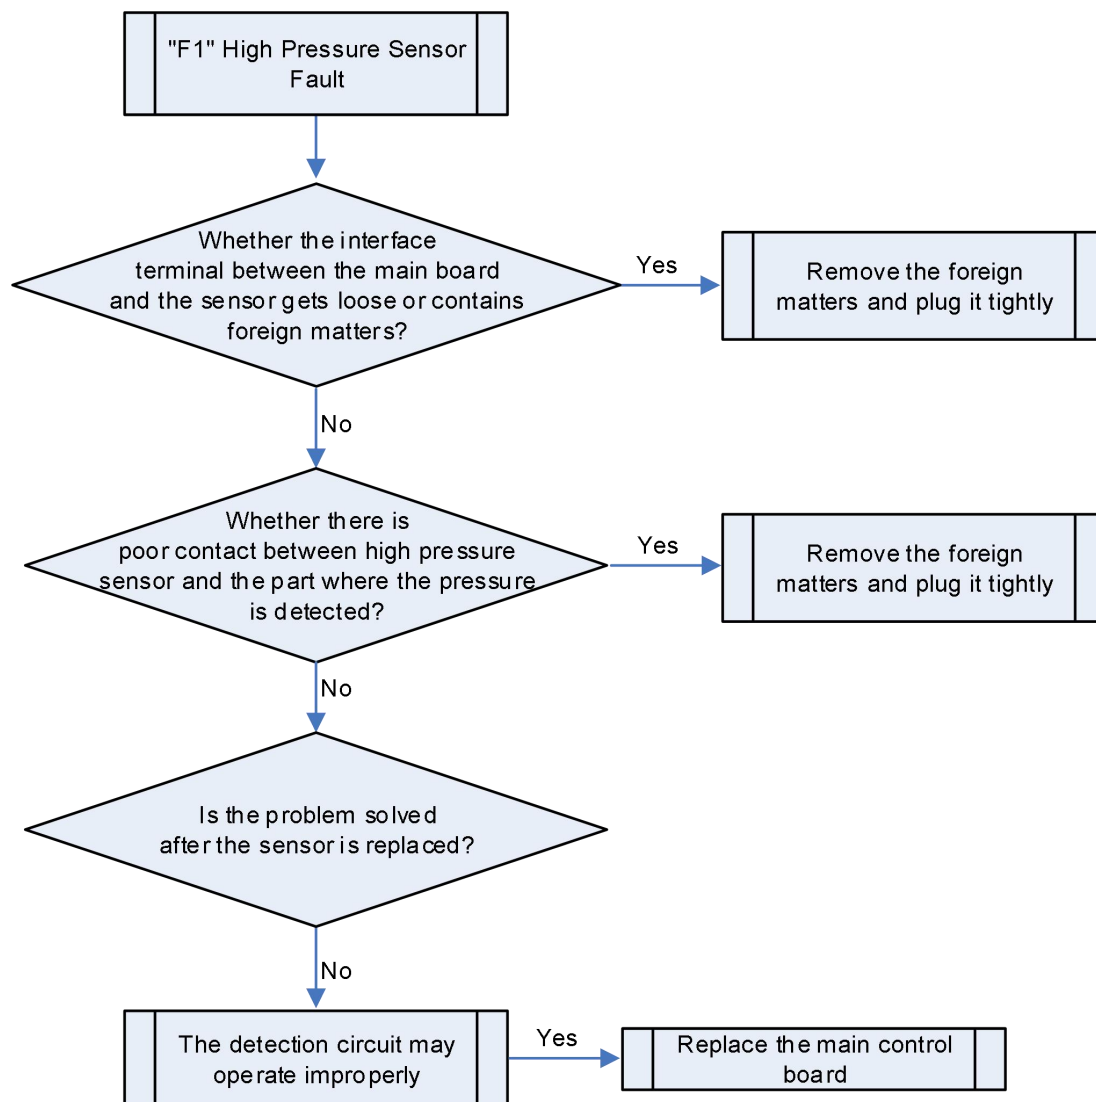 "F1" High Pressure Sensor
Fault
Whether the interface
terminal between the main board
and the sensor gets loose or contains
foreign matters?
Yes
Remove the foreign
matters and plug it tightly
No
Whether there is
poor contact between high pressure
sensor and the part where the pressure
is detected?
Yes
Remove the foreign
matters and plug it tightly
No
Is the problem solved
after the sensor is replaced?
No
The detection circuit may
operate improperly
Yes
Replace the main control
board